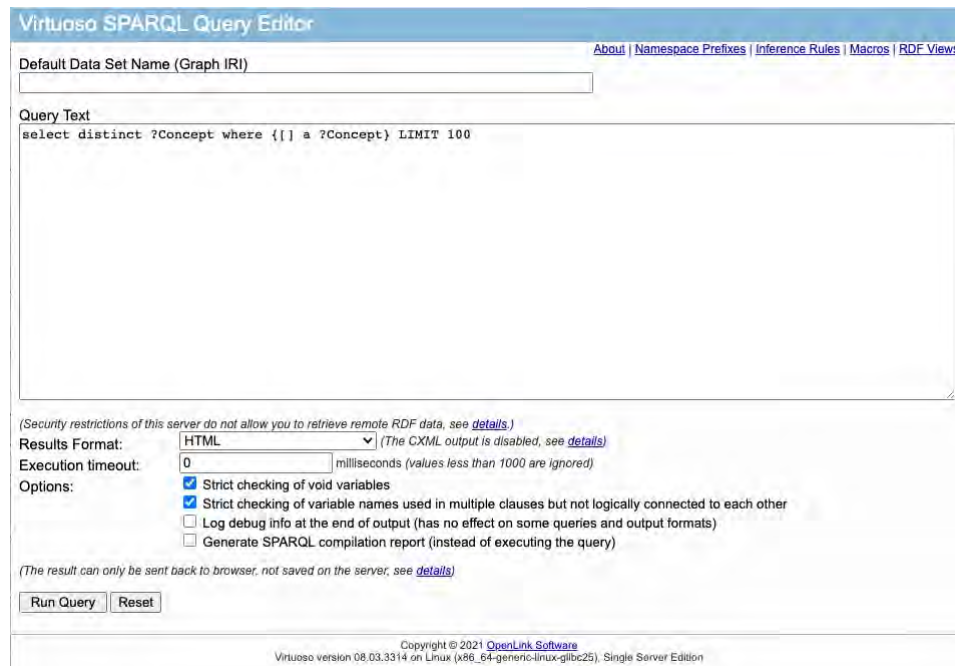 Virtuoso SPARQL Query Editor
About | Namespace Prefixes | Inference Rules | Macros | RDF Views
Default Data Set Name (Graph IRI)
Query Text
select distinct ?Concept where {[] a ?Concept} LIMIT 100
(Security restrictions of this server do not allow you to retrieve remote RDF data, see details.)
Results Format: HTML (The CXML output is disabled, see details)
Execution timeout: 0 milliseconds (values less than 1000 are ignored)
Options: Strict checking of void variables
Strict checking of variable names used in multiple clauses but not logically connected to each other
Log debug info at the end of output (has no effect on some queries and output formats)
Generate SPARQL compilation report (instead of executing the query)
(The result can only be sent back to browser, not saved on the server, see details)
Run Query Reset
Copyright © 2021 OpenLink Software
Virtuoso version 08.03.3314 on Linux (x86_64-generic-linux-glibc25), Single Server Edition